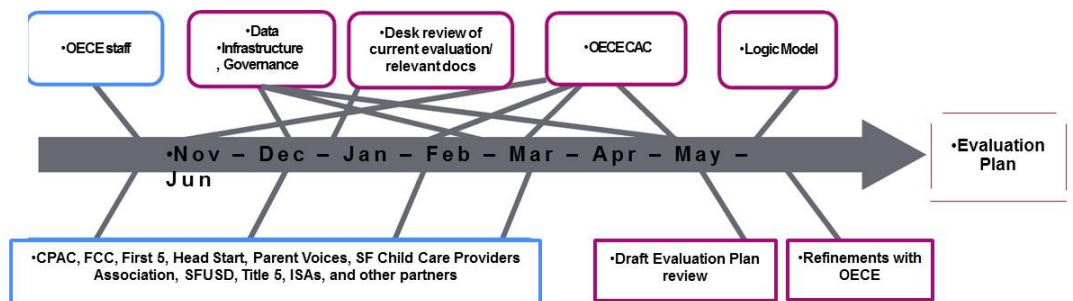 •OECE staff
•Data
•Infrastructure
, Governance
•Desk review of
current evaluation/
relevant docs
•OECE CAC
•Logic Model
•Nov – Dec – Jan – Feb – Mar – Apr – May –
Jun
•Evaluation
Plan
•CPAC, FCC, First 5, Head Start, Parent Voices, SF Child Care Providers
Association, SFUSD, Title 5, ISAs, and other partners
•Draft Evaluation Plan
review
•Refinements with
OECE